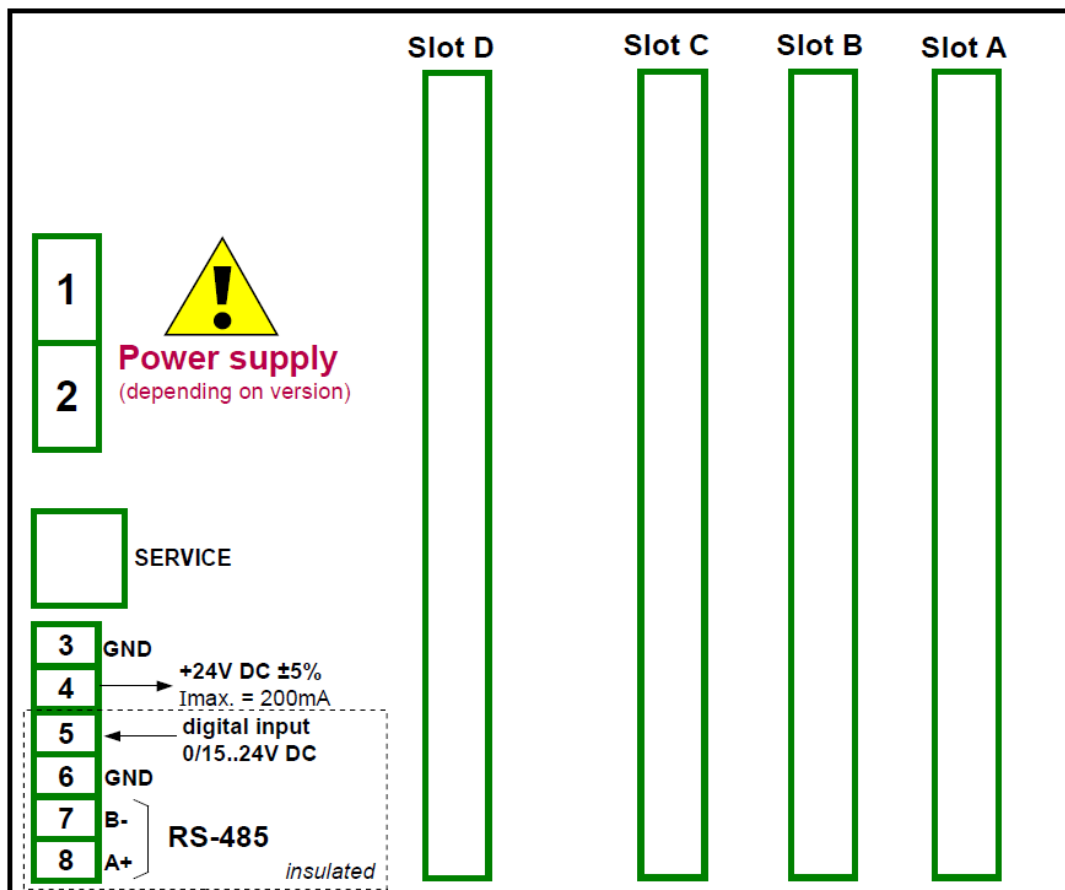 Slot D
Slot C
Slot B
Slot A
1
2
!
Power supply
(depending on version)
SERVICE
3 GND
4 +24V DC ±5%
Imax. = 200mA
5 digital input
0/15..24V DC
6 GND
7 B-
RS-485
8 A+
insulated